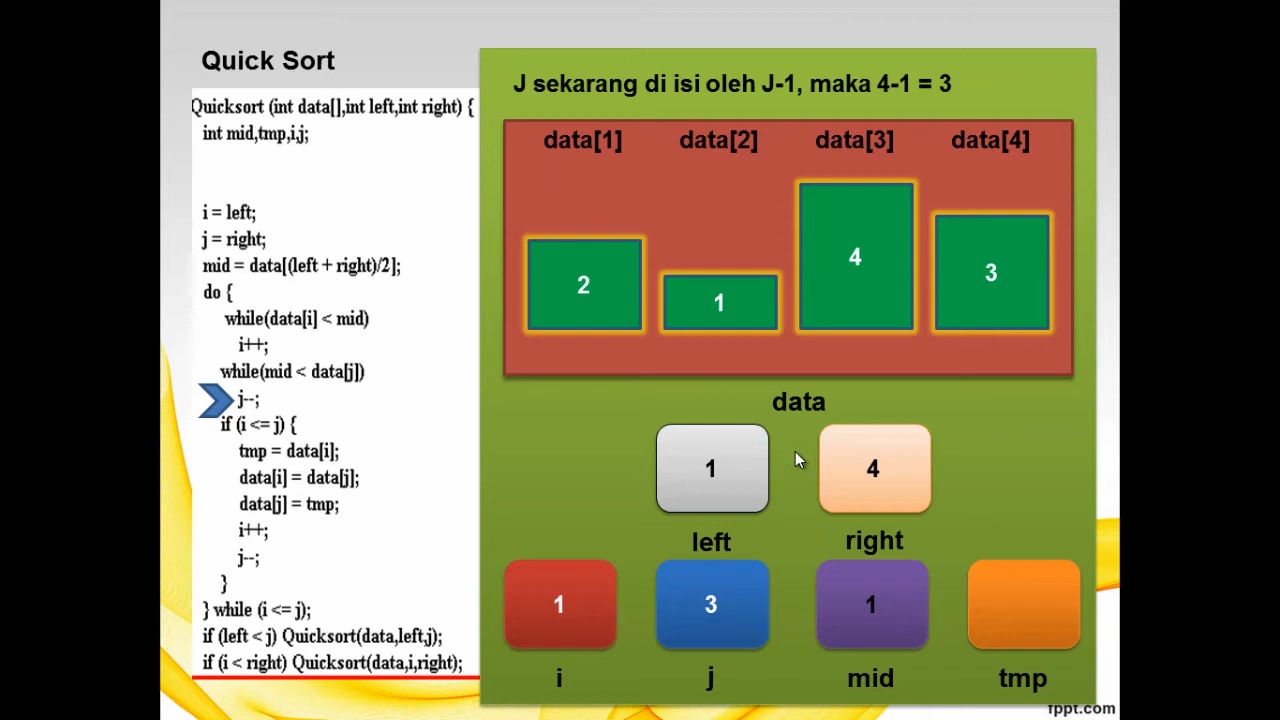 Quick Sort
Quicksort (int data[],int left,int right) {
int mid,tmp,i,j;
i = left;
j = right;
mid = data[(left + right)/2];
do {
while(data[i] < mid)
i++;
while(mid < data[j])
j--;
if (i <= j) {
tmp = data[i];
data[i] = data[j];
data[j] = tmp;
i++;
j--;
}
} while (i <= j);
if (left < j) Quicksort(data,left,j);
if (i < right) Quicksort(data,i,right);
J sekarang di isi oleh J-1, maka 4-1 = 3
data[1] data[2] data[3] data[4]
2 1 4 3
data
1 4
left right
1 3 1
i j mid tmp
fppt.com